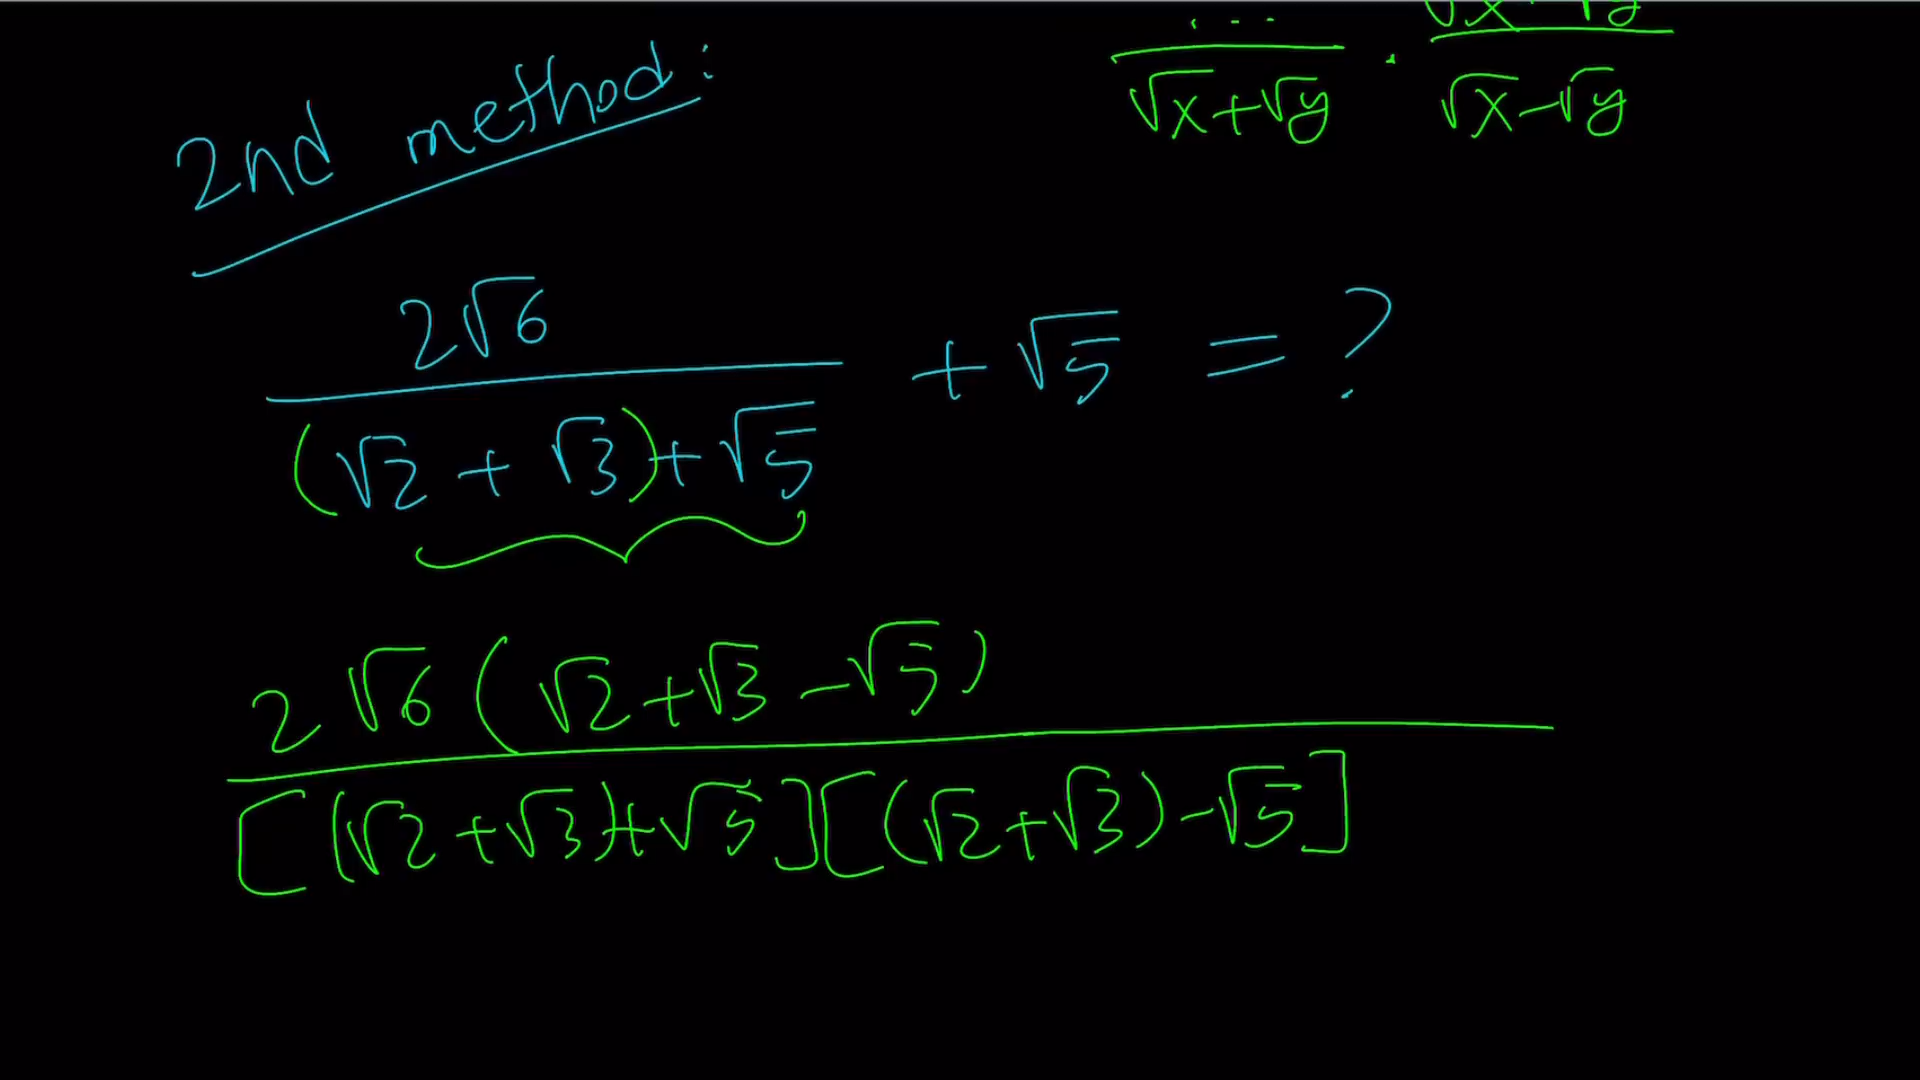 ... / √x+√y · √x-√y / √x-√y
2nd method:
2√6 / (√2 + √3)+√5 + √5 = ?
2√6(√2+√3-√5) / [(√2+√3)+√5][(√2+√3)-√5]